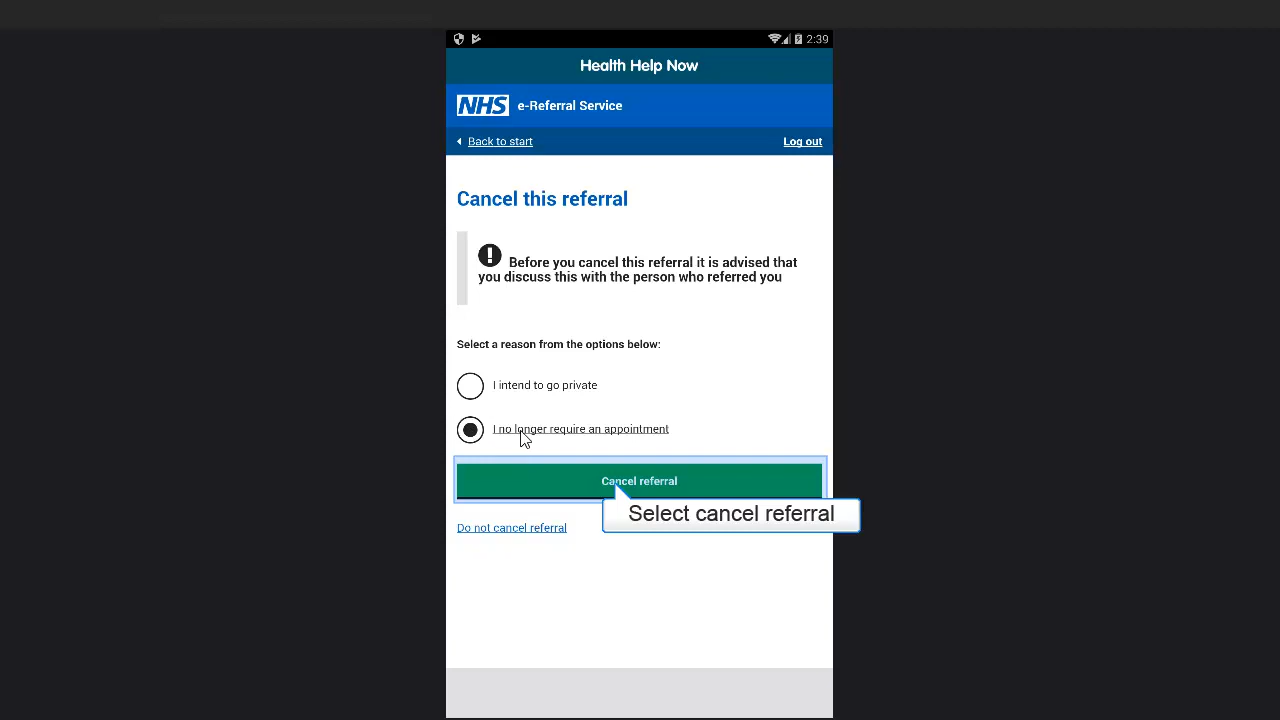 2:39
Health Help Now
NHS e-Referral Service
Back to start Log out
Cancel this referral
! Before you cancel this referral it is advised that
you discuss this with the person who referred you
Select a reason from the options below:
I intend to go private
I no longer require an appointment
Cancel referral
Select cancel referral
Do not cancel referral